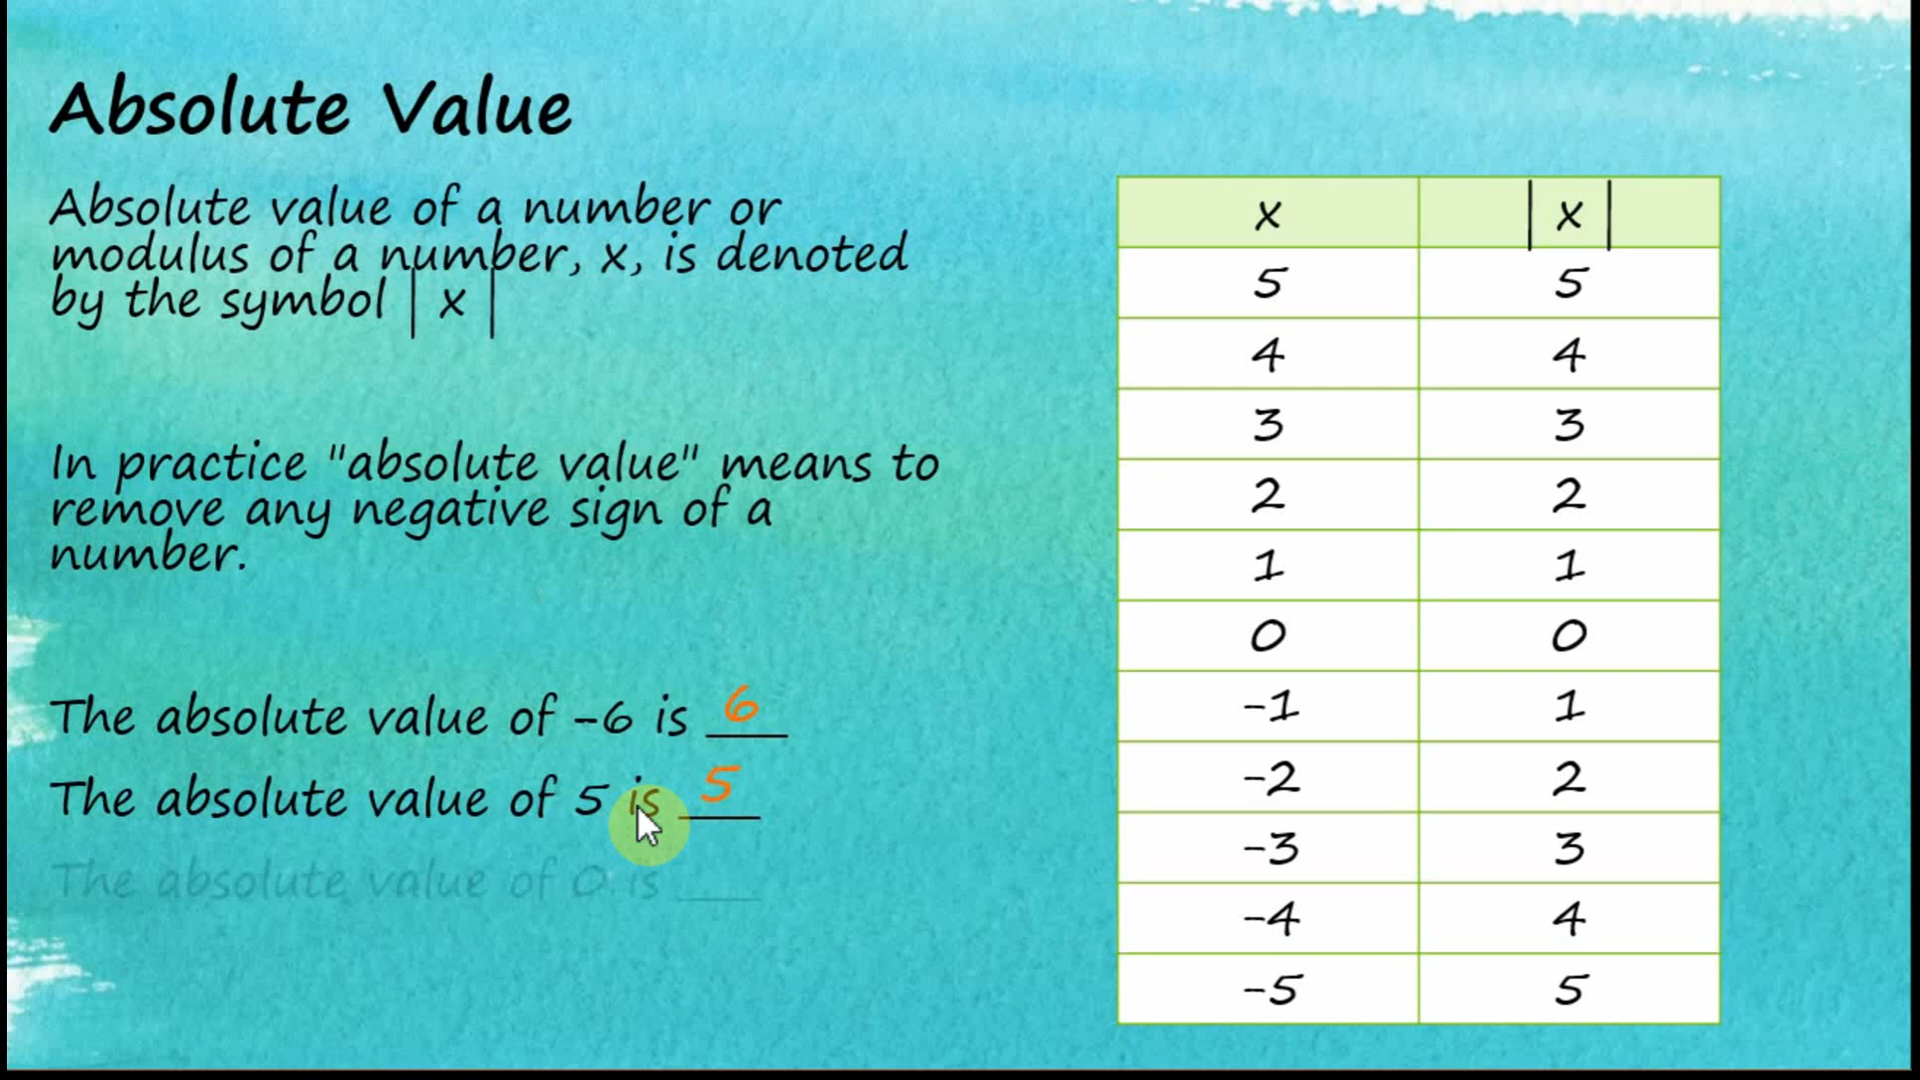 Absolute Value
Absolute value of a number or
modulus of a number, x, is denoted
by the symbol | x |
In practice "absolute value" means to
remove any negative sign of a
number.
The absolute value of -6 is 6
The absolute value of 5 is 5
The absolute value of 0 is ___
x | x |
5 5
4 4
3 3
2 2
1 1
0 0
-1 1
-2 2
-3 3
-4 4
-5 5